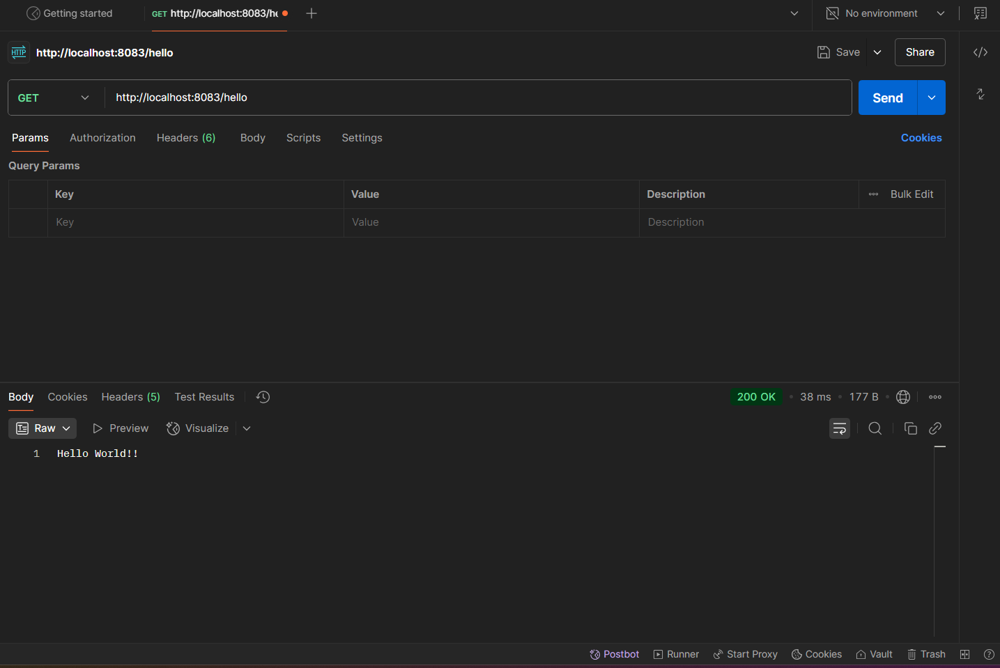 Getting started
GET http://localhost:8083/he
No environment
HTTP http://localhost:8083/hello
Save
Share
GET
http://localhost:8083/hello
Send
Params Authorization Headers (6) Body Scripts Settings Cookies
Query Params
Key Value Description Bulk Edit
Key Value Description
Body Cookies Headers (5) Test Results 200 OK 38 ms 177 B
Raw Preview Visualize
1 Hello World!!
Postbot Runner Start Proxy Cookies Vault Trash